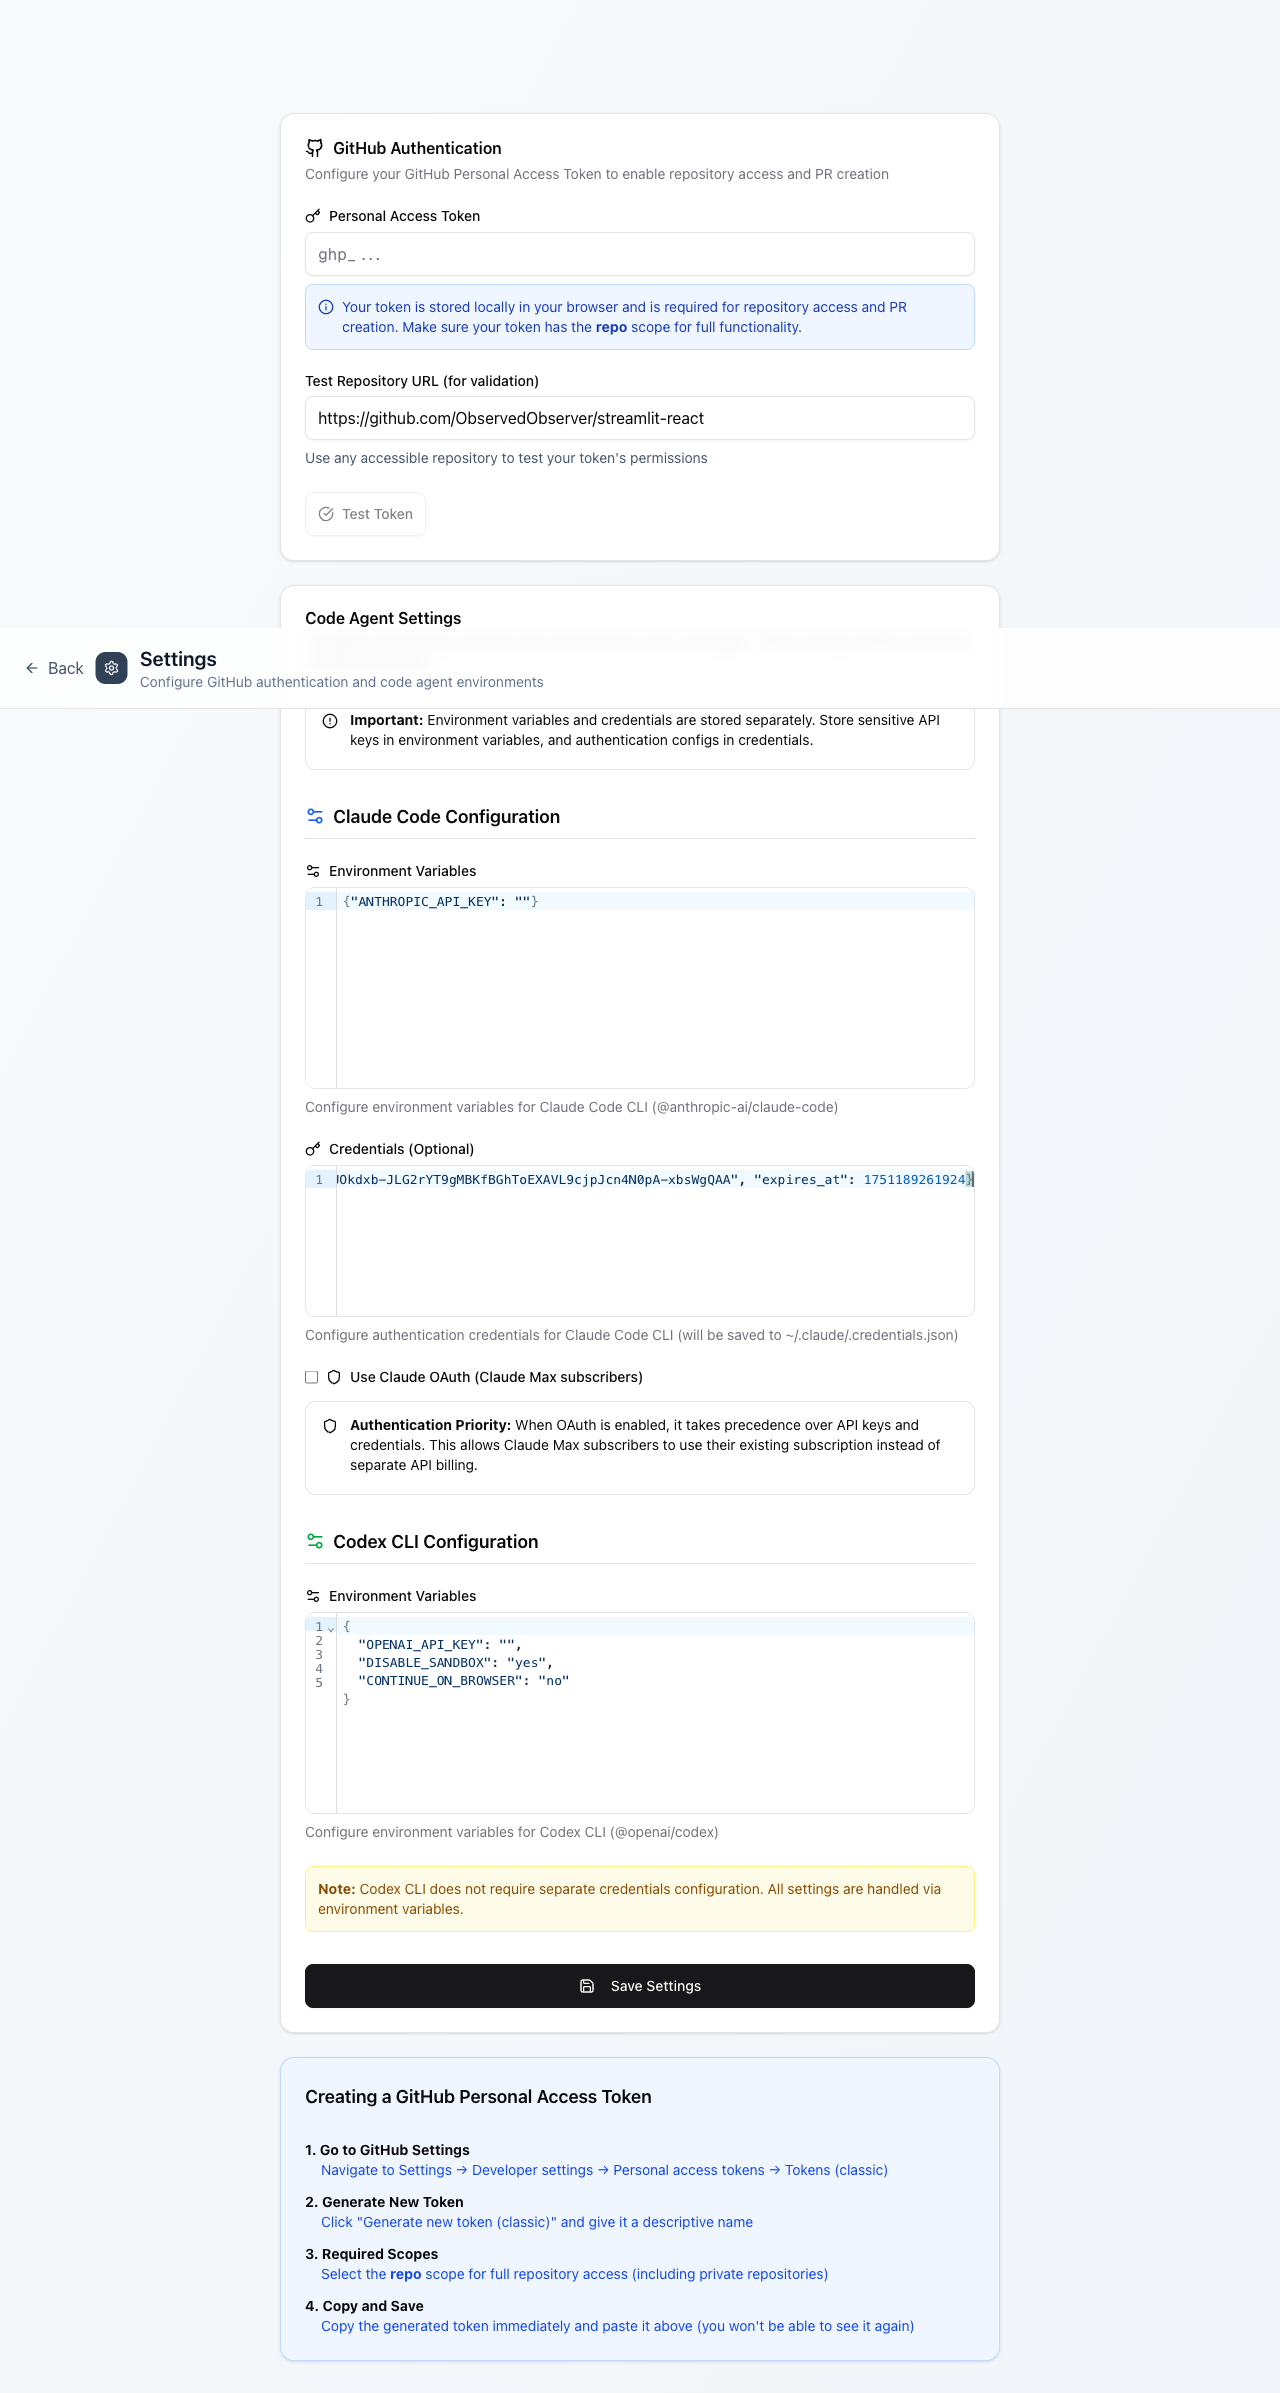 GitHub Authentication
Configure your GitHub Personal Access Token to enable repository access and PR creation
Personal Access Token
ghp_ ...
Your token is stored locally in your browser and is required for repository access and PR
creation. Make sure your token has the repo scope for full functionality.
Test Repository URL (for validation)
https://github.com/ObservedObserver/streamlit-react
Use any accessible repository to test your token's permissions
Test Token
Code Agent Settings
Back
Settings
Configure GitHub authentication and code agent environments
Important: Environment variables and credentials are stored separately. Store sensitive API
keys in environment variables, and authentication configs in credentials.
Claude Code Configuration
Environment Variables
1 {"ANTHROPIC_API_KEY": ""}
Configure environment variables for Claude Code CLI (@anthropic-ai/claude-code)
Credentials (Optional)
1 JOkdxb-JLG2rYT9gMBKfBGhToEXAVL9cjpJcn4N0pA-xbsWgQAA", "expires_at": 1751189261924}
Configure authentication credentials for Claude Code CLI (will be saved to ~/.claude/.credentials.json)
Use Claude OAuth (Claude Max subscribers)
Authentication Priority: When OAuth is enabled, it takes precedence over API keys and
credentials. This allows Claude Max subscribers to use their existing subscription instead of
separate API billing.
Codex CLI Configuration
Environment Variables
1 {
2 "OPENAI_API_KEY": "",
3 "DISABLE_SANDBOX": "yes",
4 "CONTINUE_ON_BROWSER": "no"
5 }
Configure environment variables for Codex CLI (@openai/codex)
Note: Codex CLI does not require separate credentials configuration. All settings are handled via
environment variables.
Save Settings
Creating a GitHub Personal Access Token
1. Go to GitHub Settings
Navigate to Settings → Developer settings → Personal access tokens → Tokens (classic)
2. Generate New Token
Click "Generate new token (classic)" and give it a descriptive name
3. Required Scopes
Select the repo scope for full repository access (including private repositories)
4. Copy and Save
Copy the generated token immediately and paste it above (you won't be able to see it again)